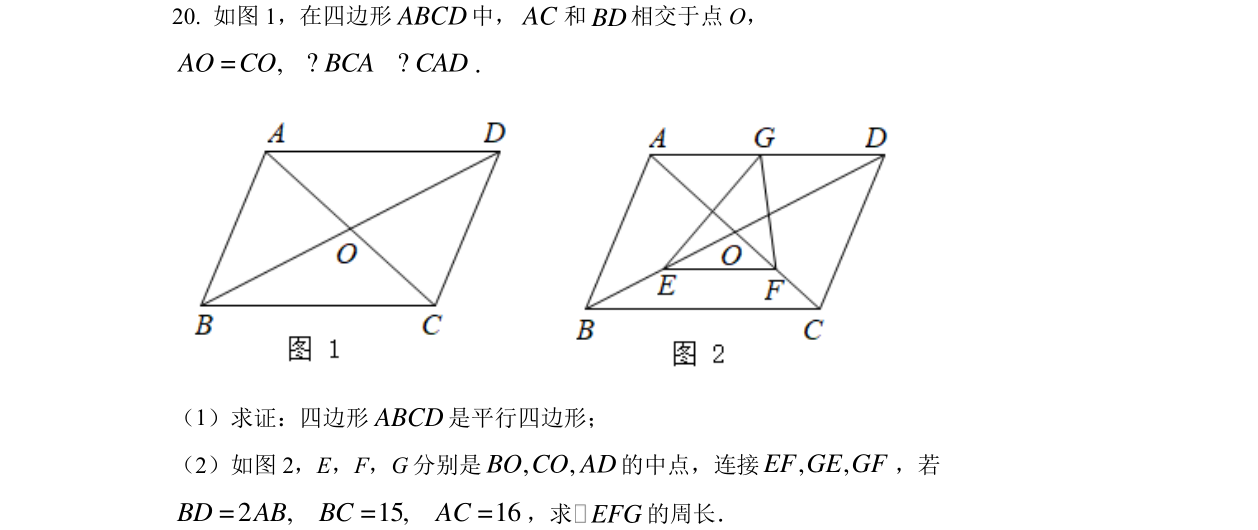 20. 如图 1，在四边形 ABCD 中， AC 和 BD 相交于点 O，
AO =CO, ?BCA ?CAD .
A D O B C
A G D O E F B C
图 1
图 2
（1）求证：四边形 ABCD 是平行四边形；
（2）如图 2，E，F，G 分别是 BO,CO, AD 的中点，连接 EF,GE,GF ，若
BD =2AB, BC =15, AC =16 ，求□EFG 的周长．